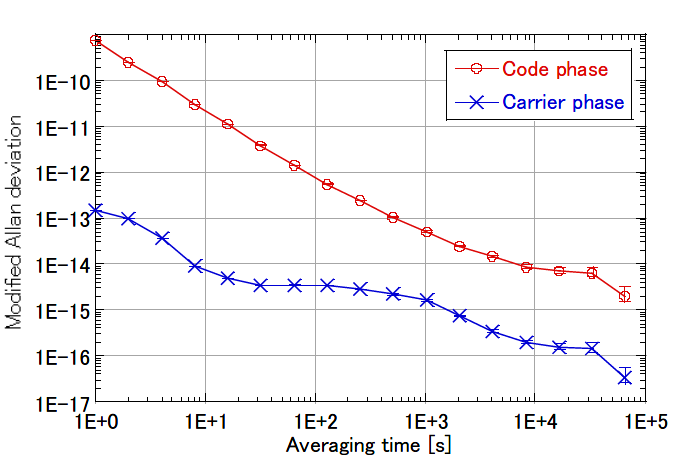 Code phase
Carrier phase
1E-10
1E-11
1E-12
1E-13
1E-14
1E-15
1E-16
1E-17
Modified Allan deviation
1E+0 1E+1 1E+2 1E+3 1E+4 1E+5
Averaging time [s]